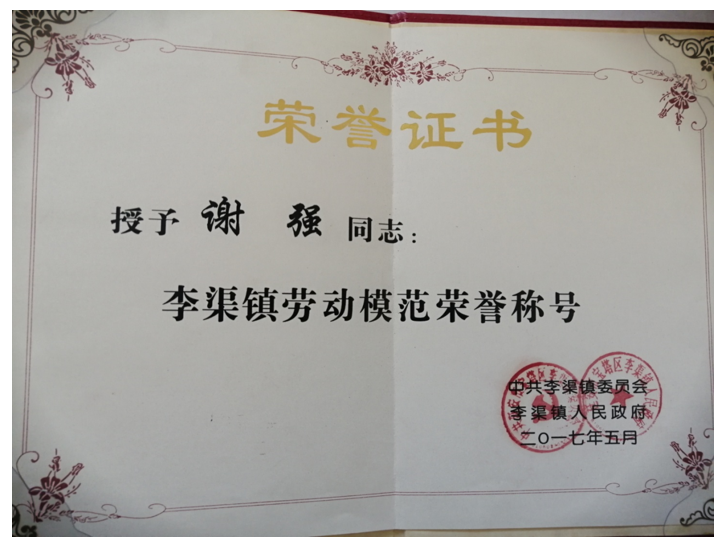 荣誉证书
授予 谢 强 同志：
李渠镇劳动模范荣誉称号
中共李渠镇委员会
李渠镇人民政府
二〇一七年五月